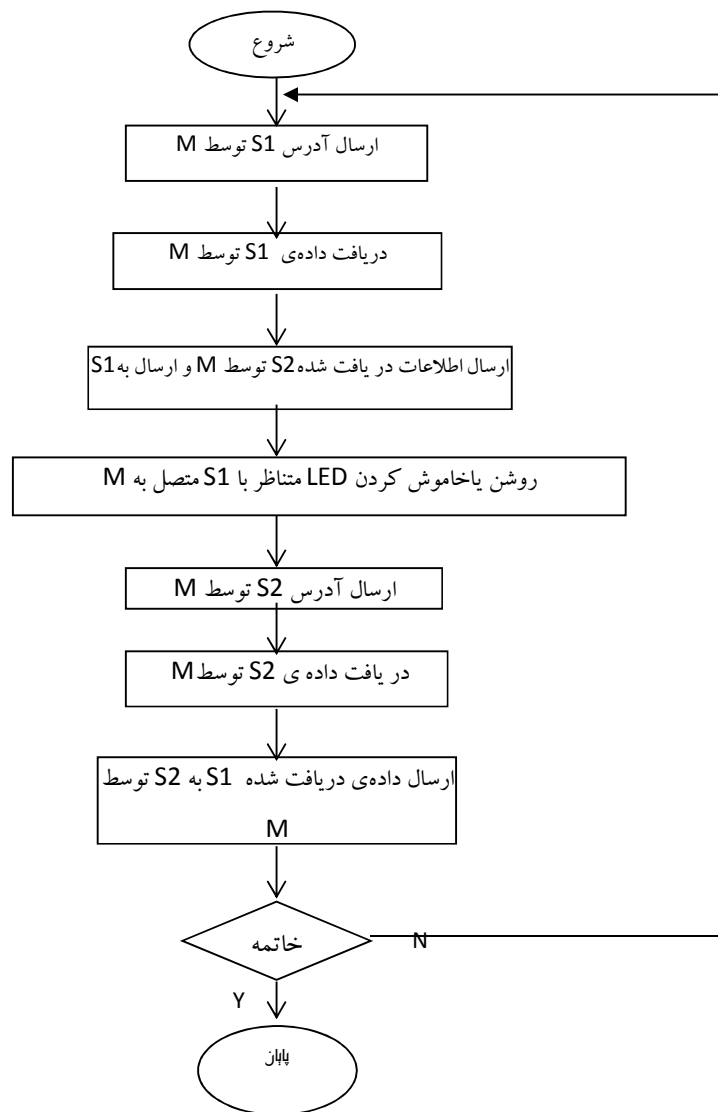 شروع
ارسال آدرس S1 توسط M
دریافت داده‌ی S1 توسط M
ارسال اطلاعات در یافت شده S2 توسط M و ارسال به S1
روشن یاخاموش کردن LED متناظر با S1 متصل به M
ارسال آدرس S2 توسط M
در یافت داده ی S2 توسط M
ارسال داده‌ی دریافت شده S1 به S2 توسط
M
خاتمه
N
Y
پایان